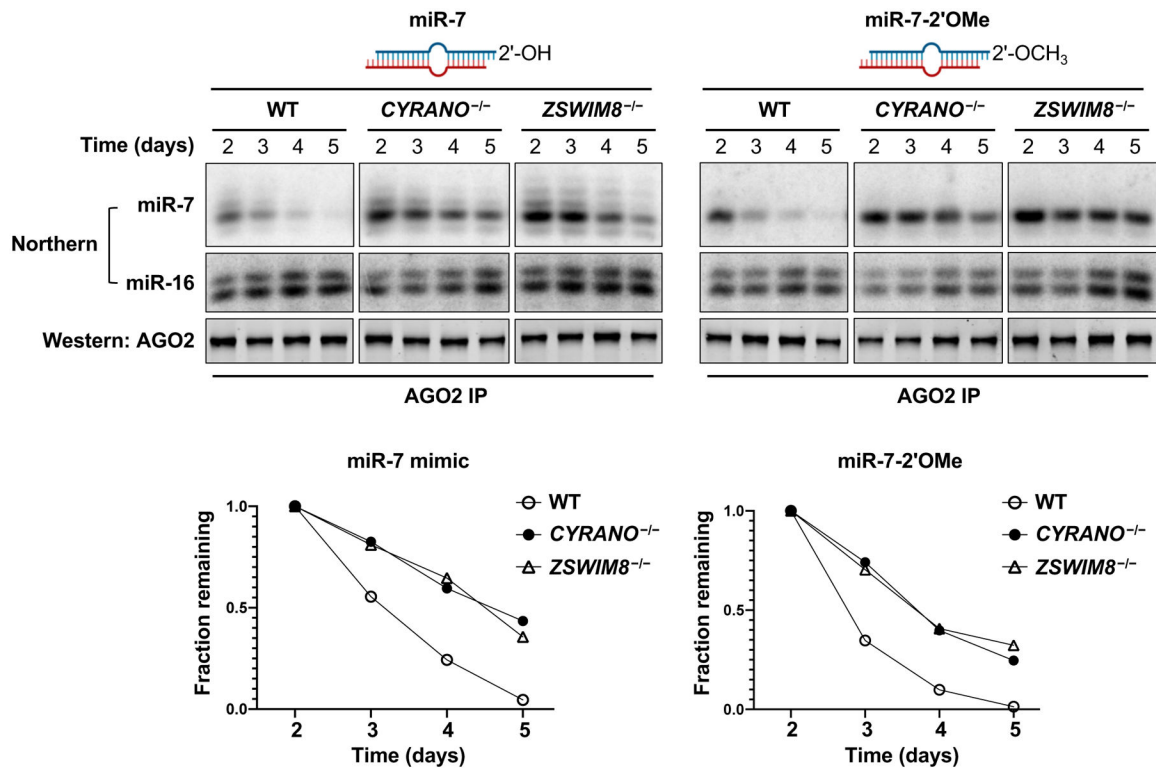 miR-7
2'-OH
WT CYRANO−/− ZSWIM8−/−
Time (days) 2 3 4 5 2 3 4 5 2 3 4 5
miR-7
Northern
miR-16
Western: AGO2
AGO2 IP
miR-7-2'OMe
2'-OCH3
WT CYRANO−/− ZSWIM8−/−
2 3 4 5 2 3 4 5 2 3 4 5
AGO2 IP
miR-7 mimic
Fraction remaining
1.0
0.5
0.0
2 3 4 5
Time (days)
WT
CYRANO−/−
ZSWIM8−/−
miR-7-2'OMe
Fraction remaining
1.0
0.5
0.0
2 3 4 5
Time (days)
WT
CYRANO−/−
ZSWIM8−/−